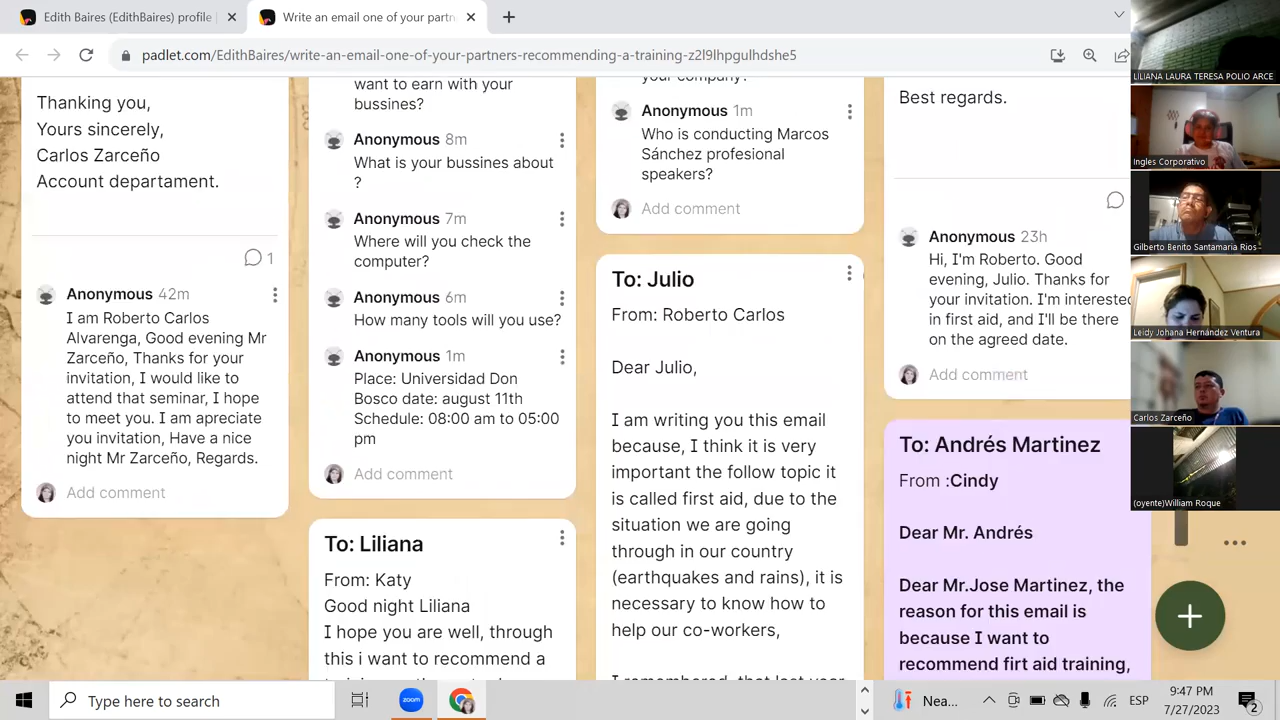 Edith Baires (EdithBaires) profile |
Write an email one of your partn
padlet.com/EdithBaires/write-an-email-one-of-your-partners-recommending-a-training-z2l9lhpgulhdshe5
Thanking you,
Yours sincerely,
Carlos Zarceño
Account departament.
1
Anonymous 42m
I am Roberto Carlos
Alvarenga, Good evening Mr
Zarceño, Thanks for your
invitation, I would like to
attend that seminar, I hope
to meet you. I am apreciate
you invitation, Have a nice
night Mr Zarceño, Regards.
Add comment
want to earn with your
bussines?
Anonymous 8m
What is your bussines about
?
Anonymous 7m
Where will you check the
computer?
Anonymous 6m
How many tools will you use?
Anonymous 1m
Place: Universidad Don
Bosco date: august 11th
Schedule: 08:00 am to 05:00
pm
Add comment
To: Liliana
From: Katy
Good night Liliana
I hope you are well, through
this i want to recommend a
your company?
Anonymous 1m
Who is conducting Marcos
Sánchez profesional
speakers?
Add comment
To: Julio
From: Roberto Carlos
Dear Julio,
I am writing you this email
because, I think it is very
important the follow topic it
is called first aid, due to the
situation we are going
through in our country
(earthquakes and rains), it is
necessary to know how to
help our co-workers,
I remembered, that last year
Best regards.
Anonymous 23h
Hi, I'm Roberto. Good
evening, Julio. Thanks for
your invitation. I'm interested
in first aid, and I'll be there
on the agreed date.
Add comment
To: Andrés Martinez
From :Cindy
Dear Mr. Andrés
Dear Mr.Jose Martinez, the
reason for this email is
because I want to
recommend firt aid training,
LILIANA LAURA TERESA POLIO ARCE
Ingles Corporativo
Gilberto Benito Santamaria Rios
Leidy Johana Hernández Ventura
Carlos Zarceño
(oyente)William Roque
Type here to search
zoom
Nea...
ESP
9:47 PM
7/27/2023
2